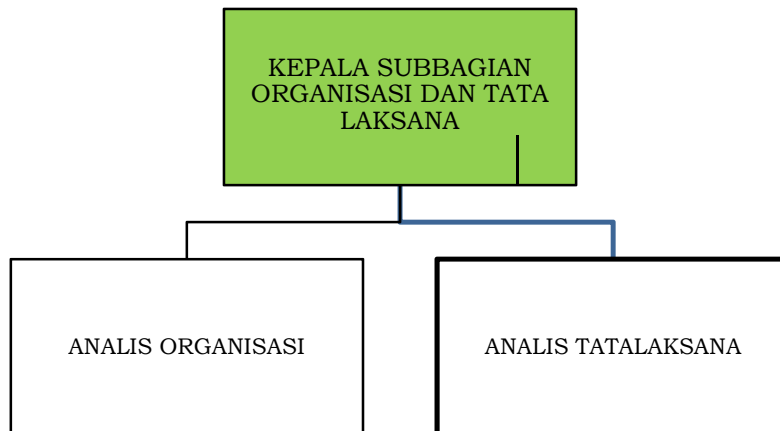 KEPALA SUBBAGIAN
ORGANISASI DAN TATA
LAKSANA
ANALIS ORGANISASI
ANALIS TATALAKSANA